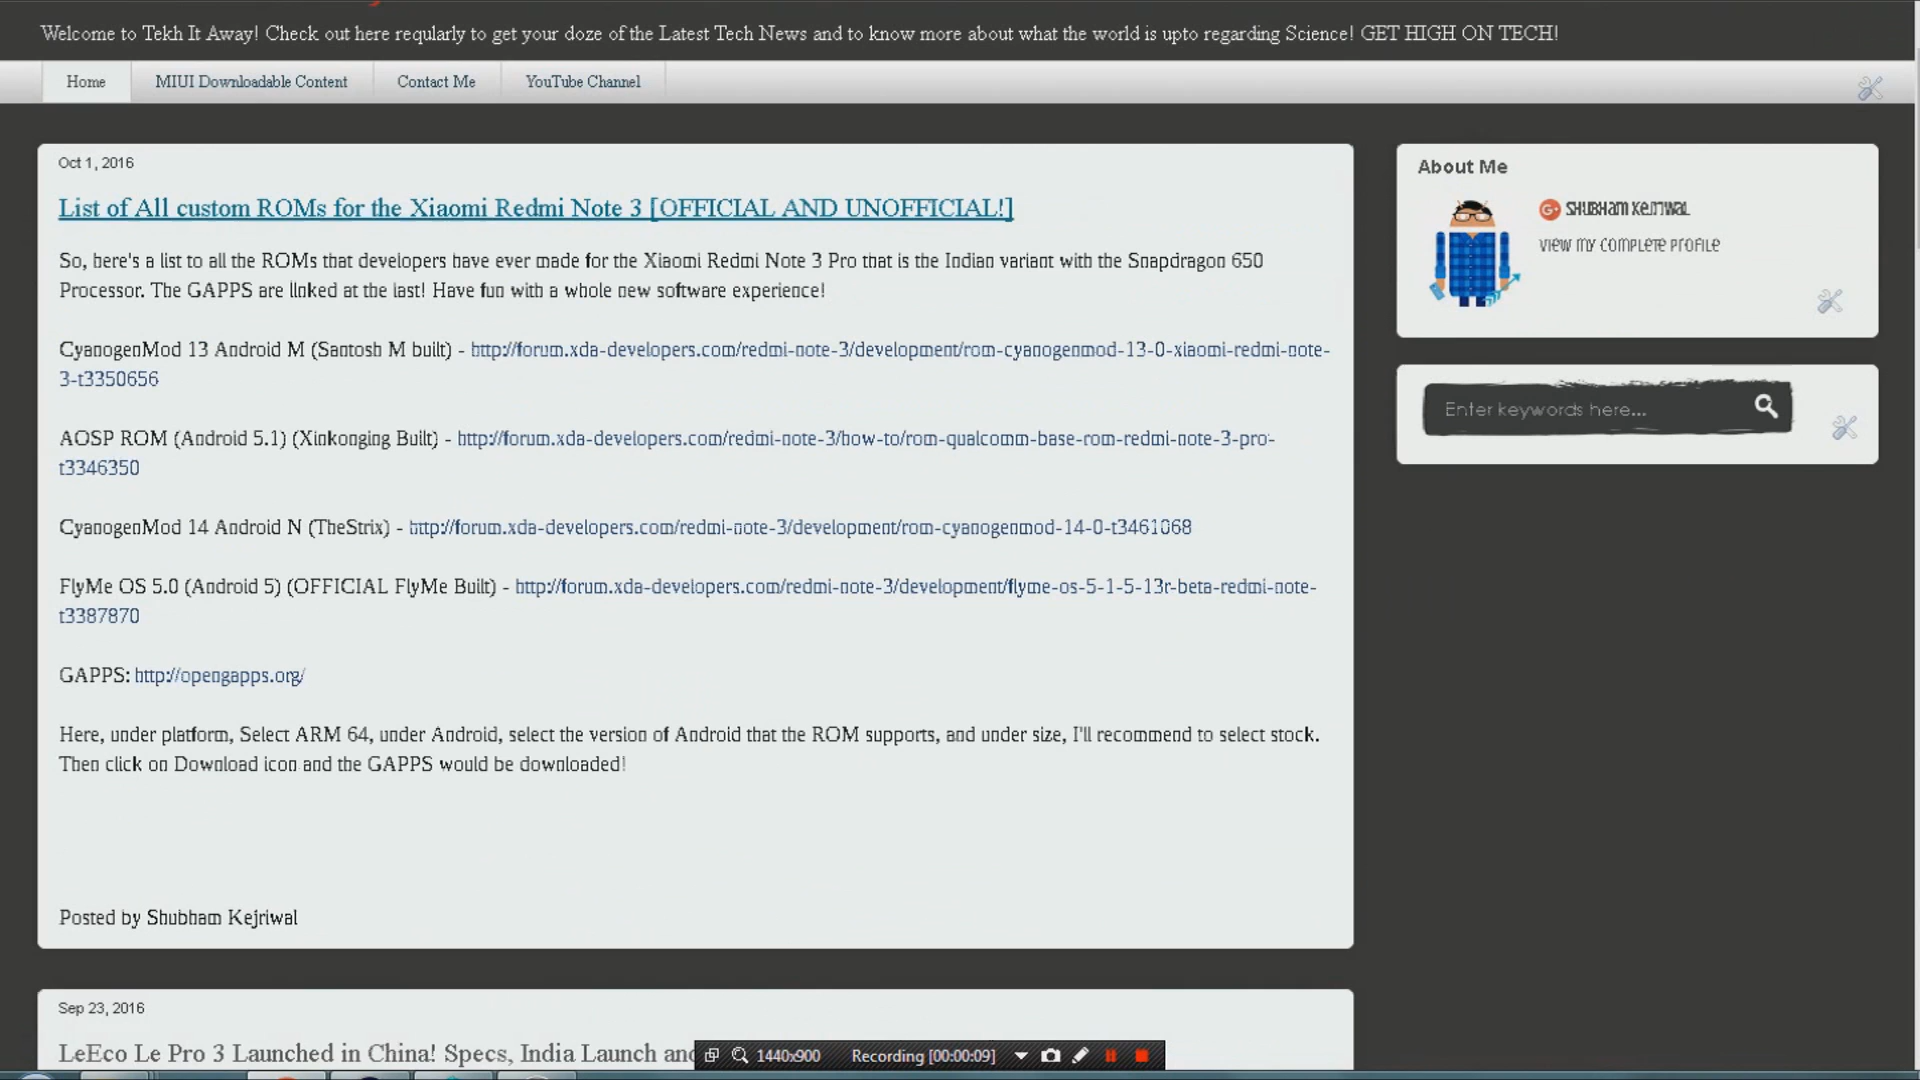 Welcome to Tekh It Away! Check out here reqularly to get your doze of the Latest Tech News and to know more about what the world is upto regarding Science! GET HIGH ON TECH!
Home
MIUI Downloadable Content
Contact Me
YouTube Channel
Oct 1, 2016
List of All custom ROMs for the Xiaomi Redmi Note 3 [OFFICIAL AND UNOFFICIAL!]
So, here's a list to all the ROMs that developers have ever made for the Xiaomi Redmi Note 3 Pro that is the Indian variant with the Snapdragon 650
Processor. The GAPPS are linked at the last! Have fun with a whole new software experience!
CyanogenMod 13 Android M (Santosh M built) - http://forum.xda-developers.com/redmi-note-3/development/rom-cyanogenmod-13-0-xiaomi-redmi-note-
3-t3350656
AOSP ROM (Android 5.1) (Xinkonging Built) - http://forum.xda-developers.com/redmi-note-3/how-to/rom-qualcomm-base-rom-redmi-note-3-pro-
t3346350
CyanogenMod 14 Android N (TheStrix) - http://forum.xda-developers.com/redmi-note-3/development/rom-cyanogenmod-14-0-t3461068
FlyMe OS 5.0 (Android 5) (OFFICIAL FlyMe Built) - http://forum.xda-developers.com/redmi-note-3/development/flyme-os-5-1-5-13r-beta-redmi-note-
t3387870
GAPPS: http://opengapps.org/
Here, under platform, Select ARM 64, under Android, select the version of Android that the ROM supports, and under size, I'll recommend to select stock.
Then click on Download icon and the GAPPS would be downloaded!
Posted by Shubham Kejriwal
About Me
G+ Shubham Kejriwal
View my complete profile
Enter keywords here...
Sep 23, 2016
LeEco Le Pro 3 Launched in China! Specs, India Launch
1440x900
Recording [00:00:09]